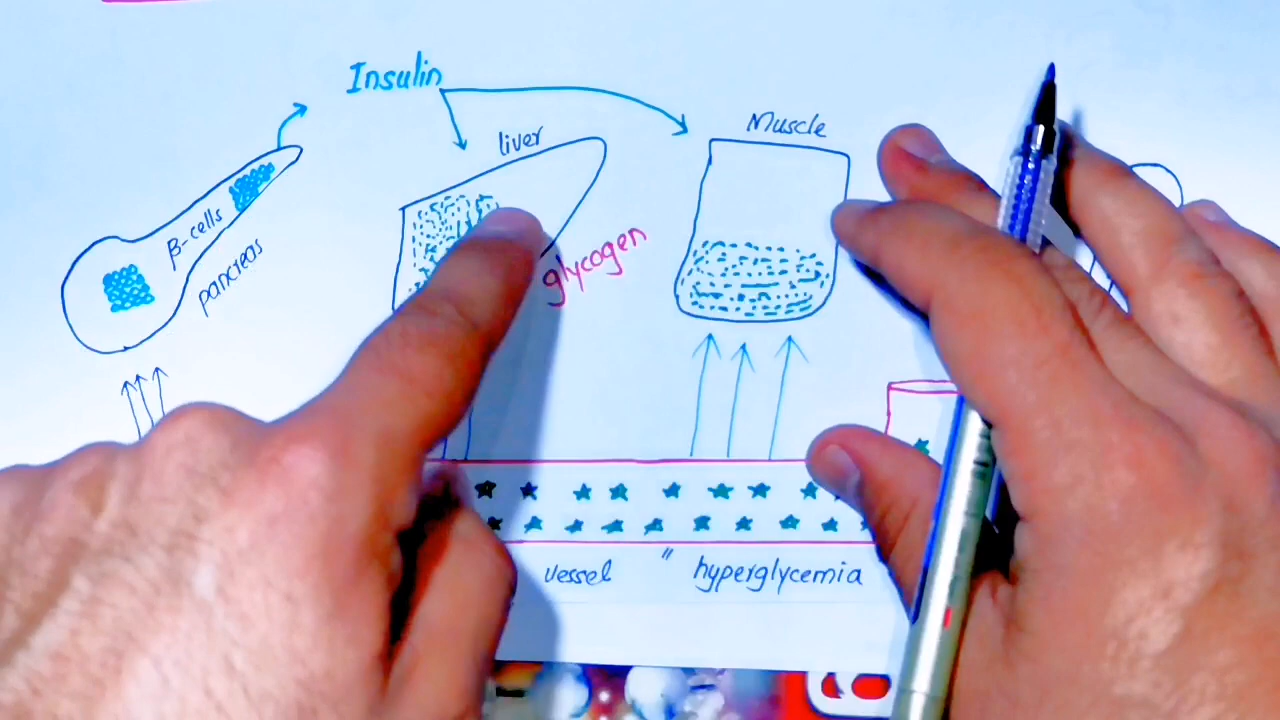 Insulin
liver
Muscle
β-cells
pancreas
glycogen
vessel " hyperglycemia